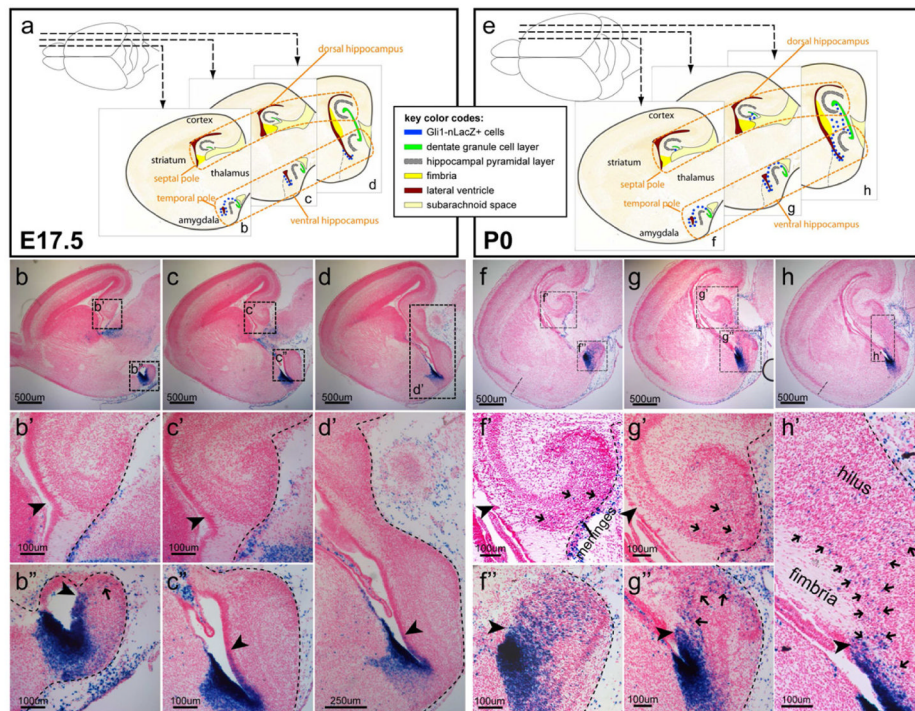 a
dorsal hippocampus
cortex
striatum
septal pole
thalamus
temporal pole
amygdala
ventral hippocampus
b
c
d
E17.5
key color codes:
Gli1-nLacZ+ cells
dentate granule cell layer
hippocampal pyramidal layer
fimbria
lateral ventricle
subarachnoid space
e
dorsal hippocampus
cortex
striatum
septal pole
thalamus
temporal pole
amygdala
ventral hippocampus
f
g
h
P0
b
b'
b''
500um
c
c'
c''
500um
d
d'
500um
f
f'
f''
500um
g
g'
g''
500um
h
h'
500um
b'
100um
c'
100um
d'
250um
f'
meninges
100um
g'
100um
h'
hilus
fimbria
100um
b''
1000um
c''
100um
f''
100um
g''
100um